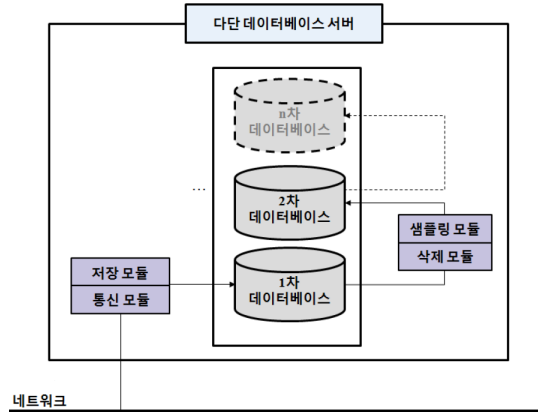 다단 데이터베이스 서버
n차
데이터베이스
...
2차
데이터베이스
샘플링 모듈
삭제 모듈
저장 모듈
통신 모듈
1차
데이터베이스
네트워크